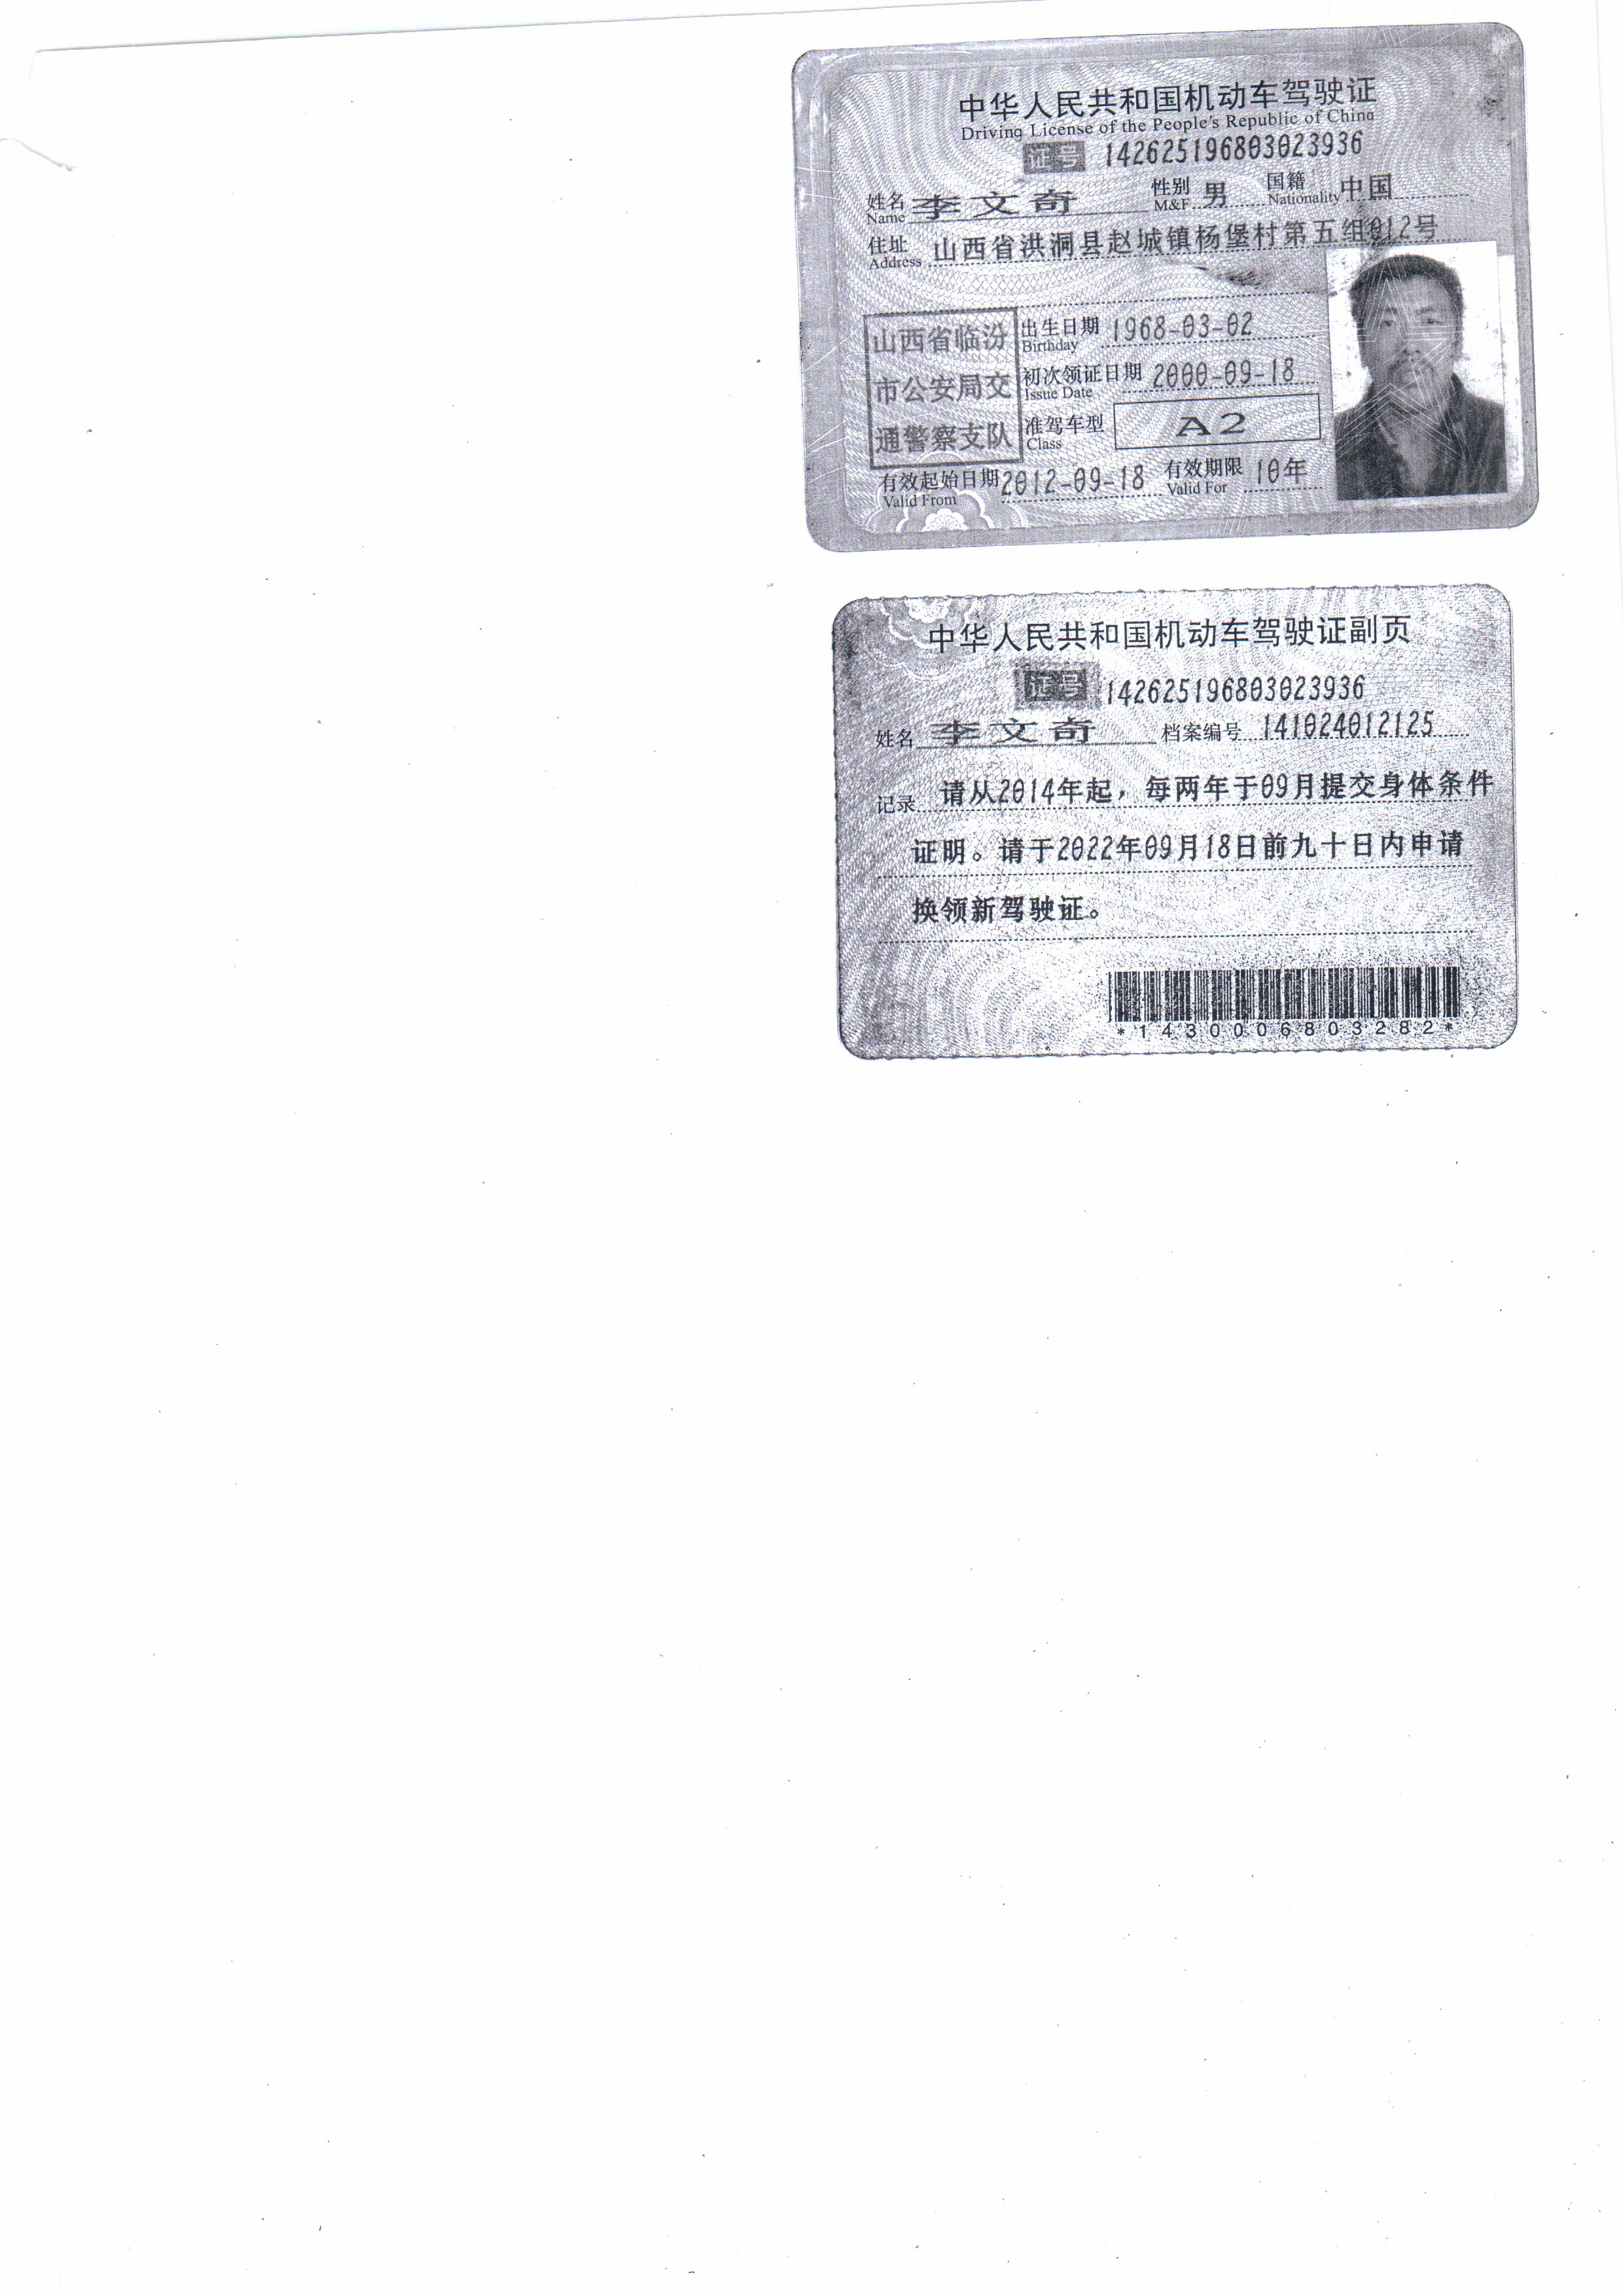 中华人民共和国机动车驾驶证
Driving License of the People's Republic of China
证号 142625196803023936
姓名 李文奇 性别 男 国籍 中国
Name M&F Nationality
住址 山西省洪洞县赵城镇杨堡村第五组012号
Address
山西省临汾
市公安局交
通警察支队
出生日期 1968-03-02
Birthday
初次领证日期 2000-09-18
Issue Date
准驾车型 A2
Class
有效起始日期 2012-09-18 有效期限 10年
Valid From Valid For
中华人民共和国机动车驾驶证副页
证号 142625196803023936
姓名 李文奇 档案编号 141024012125
记录 请从2014年起，每两年于09月提交身体条件
证明。请于2022年09月18日前九十日内申请
换领新驾驶证。
*1430006803282*